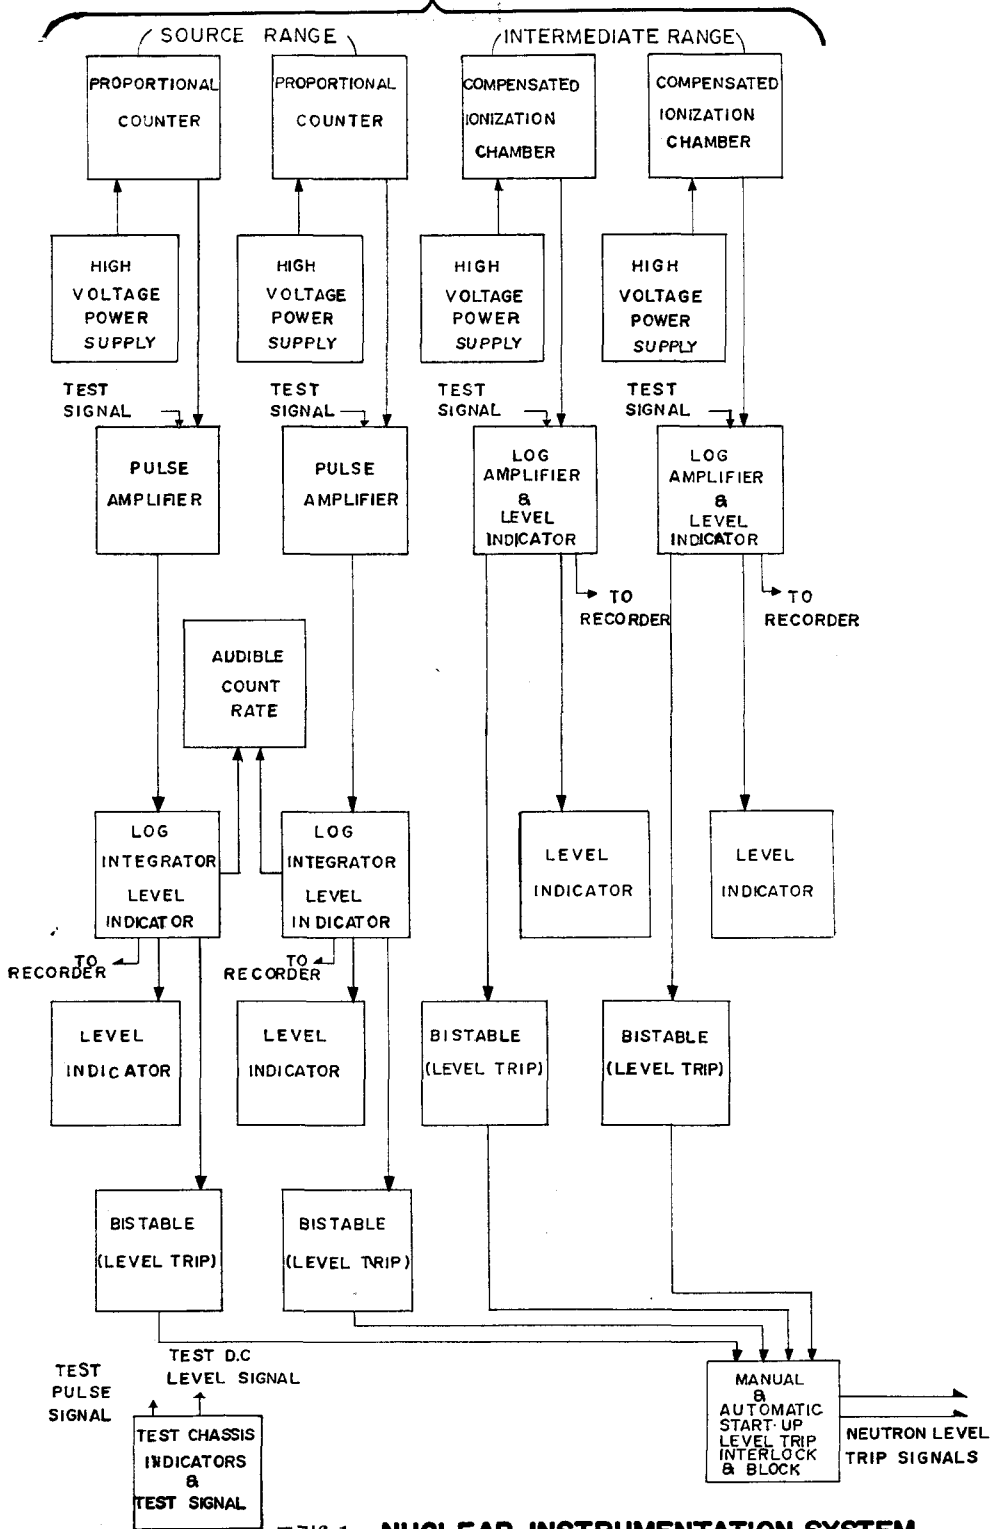 SOURCE RANGE
INTERMEDIATE RANGE
PROPORTIONAL
COUNTER
PROPORTIONAL
COUNTER
COMPENSATED
IONIZATION
CHAMBER
COMPENSATED
IONIZATION
CHAMBER
HIGH
VOLTAGE
POWER
SUPPLY
HIGH
VOLTAGE
POWER
SUPPLY
HIGH
VOLTAGE
POWER
SUPPLY
HIGH
VOLTAGE
POWER
SUPPLY
TEST
SIGNAL
TEST
SIGNAL
TEST
SIGNAL
TEST
SIGNAL
PULSE
AMPLIFIER
PULSE
AMPLIFIER
LOG
AMPLIFIER
&
LEVEL
INDICATOR
LOG
AMPLIFIER
&
LEVEL
INDICATOR
TO
RECORDER
TO
RECORDER
AUDIBLE
COUNT
RATE
LOG
INTEGRATOR
LEVEL
INDICATOR
LOG
INTEGRATOR
LEVEL
INDICATOR
LEVEL
INDICATOR
LEVEL
INDICATOR
TO
RECORDER
TO
RECORDER
LEVEL
INDICATOR
LEVEL
INDICATOR
BISTABLE
(LEVEL TRIP)
BISTABLE
(LEVEL TRIP)
BISTABLE
(LEVEL TRIP)
BISTABLE
(LEVEL TRIP)
TEST
PULSE
SIGNAL
TEST D.C
LEVEL SIGNAL
TEST CHASSIS
INDICATORS
&
TEST SIGNAL
MANUAL
&
AUTOMATIC
START-UP
LEVEL TRIP
INTERLOCK
& BLOCK
NEUTRON LEVEL
TRIP SIGNALS
NUCLEAR INSTRUMENTATION SYSTEM